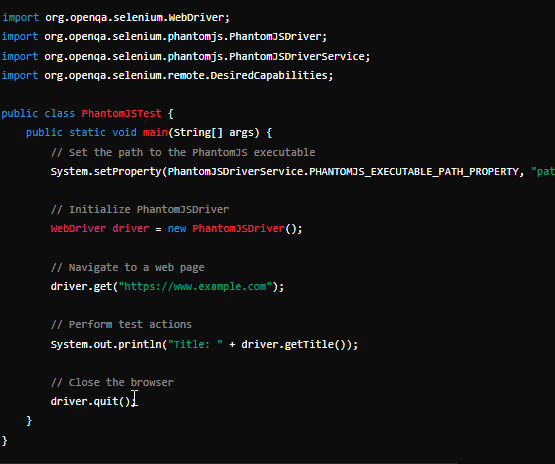 import org.openqa.selenium.WebDriver;
import org.openqa.selenium.phantomjs.PhantomJSDriver;
import org.openqa.selenium.phantomjs.PhantomJSDriverService;
import org.openqa.selenium.remote.DesiredCapabilities;
public class PhantomJSTest {
public static void main(String[] args) {
// Set the path to the PhantomJS executable
System.setProperty(PhantomJSDriverService.PHANTOMJS_EXECUTABLE_PATH_PROPERTY, "pat
// Initialize PhantomJSDriver
WebDriver driver = new PhantomJSDriver();
// Navigate to a web page
driver.get("https://www.example.com");
// Perform test actions
System.out.println("Title: " + driver.getTitle());
// Close the browser
driver.quit();
}
}